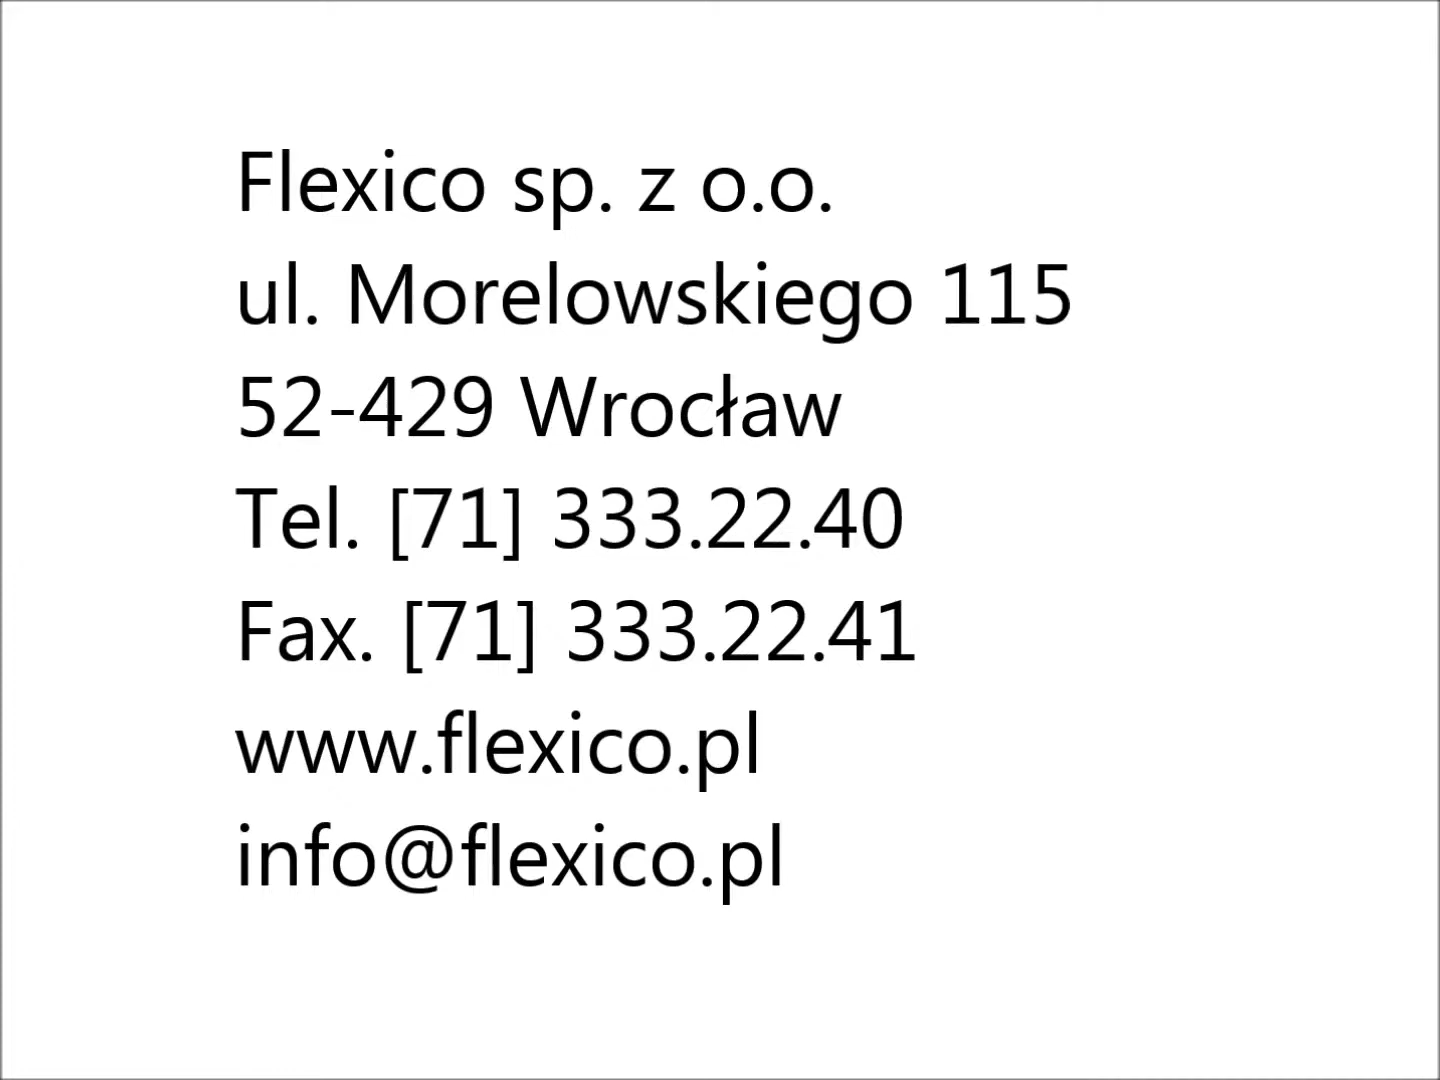 Flexico sp. z o.o.
ul. Morelowskiego 115
52-429 Wrocław
Tel. [71] 333.22.40
Fax. [71] 333.22.41
www.flexico.pl
info@flexico.pl